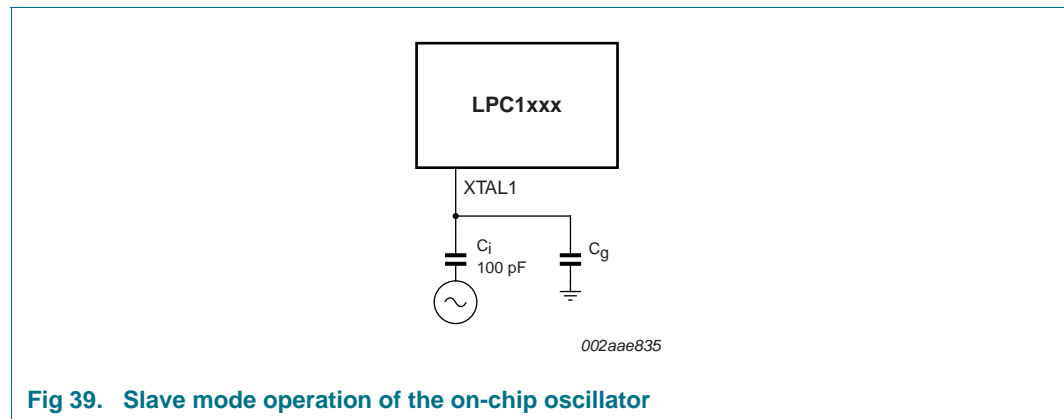 LPC1xxx
XTAL1
Ci
100 pF
Cg
002aae835
Fig 39. Slave mode operation of the on-chip oscillator